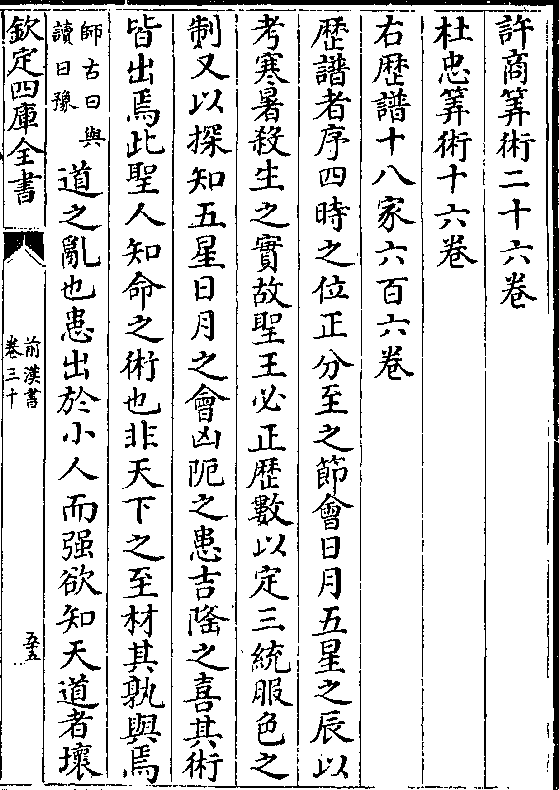 許商筭術二十六卷
杜忠筭術十六卷
右歴譜十八家六百六卷
歴譜者序四時之位正分至之節會日月五星之辰以
考寒暑殺生之實故聖王必正歴數以定三統服色之
制又以探知五星日月之會凶阨之患吉隆之喜其術
皆出焉此聖人知命之術也非天下之至材其孰與焉
師古曰與
讀曰豫
道之亂也患出於小人而强欲知天道者壞
欽定四庫全書
前漢書
卷三十
五五